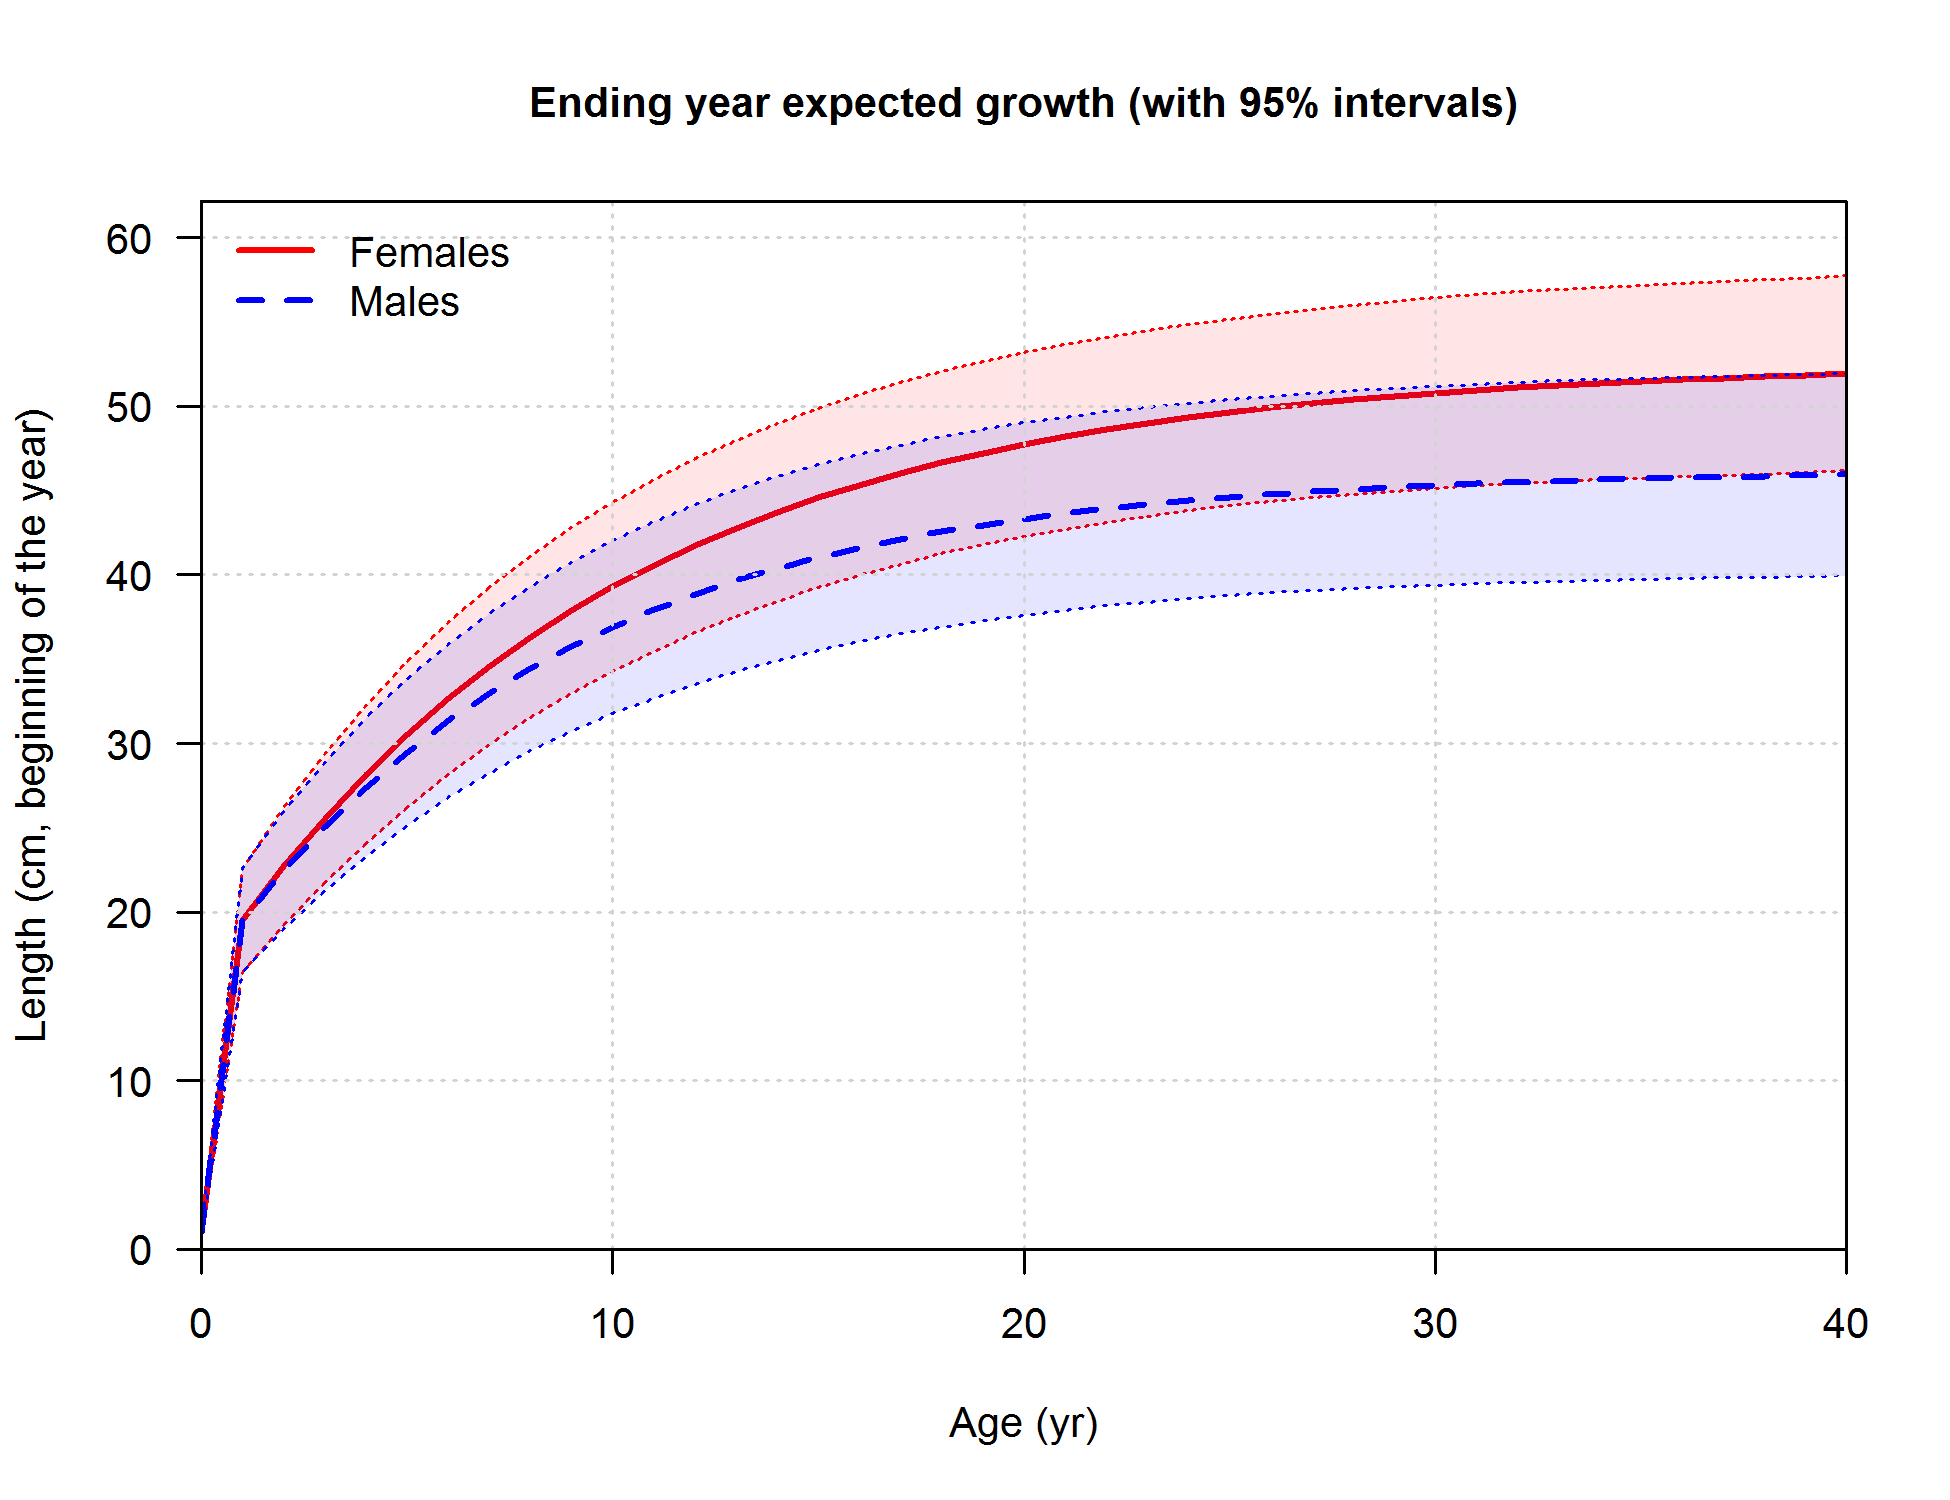 Ending year expected growth (with 95% intervals)
Females
Males
60
50
40
30
20
10
0
Length (cm, beginning of the year)
0 10 20 30 40
Age (yr)